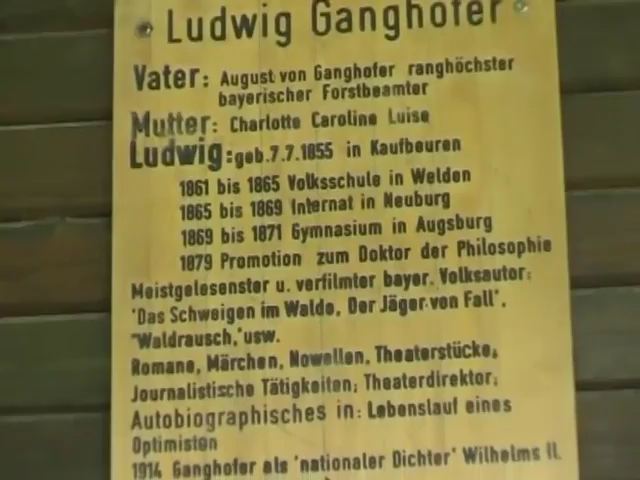 Ludwig Ganghofer
Vater: August von Ganghofer ranghöchster
bayerischer Forstbeamter
Mutter: Charlotte Caroline Luise
Ludwig: geb. 7.7.1855 in Kaufbeuren
1861 bis 1865 Volksschule in Welden
1865 bis 1869 Internat in Neuburg
1869 bis 1871 Gymnasium in Augsburg
1879 Promotion zum Doktor der Philosophie
Meistgelesenster u. verfilmter bayer. Volksautor:
'Das Schweigen im Walde, Der Jäger von Fall',
"Waldrausch,'usw.
Romane, Märchen, Nowellen, Theaterstücke,
Journalistische Tätigkeiten; Theaterdirektor;
Autobiographisches in: Lebenslauf eines
Optimisten
1914 Ganghofer als 'nationaler Dichter' Wilhelms II.